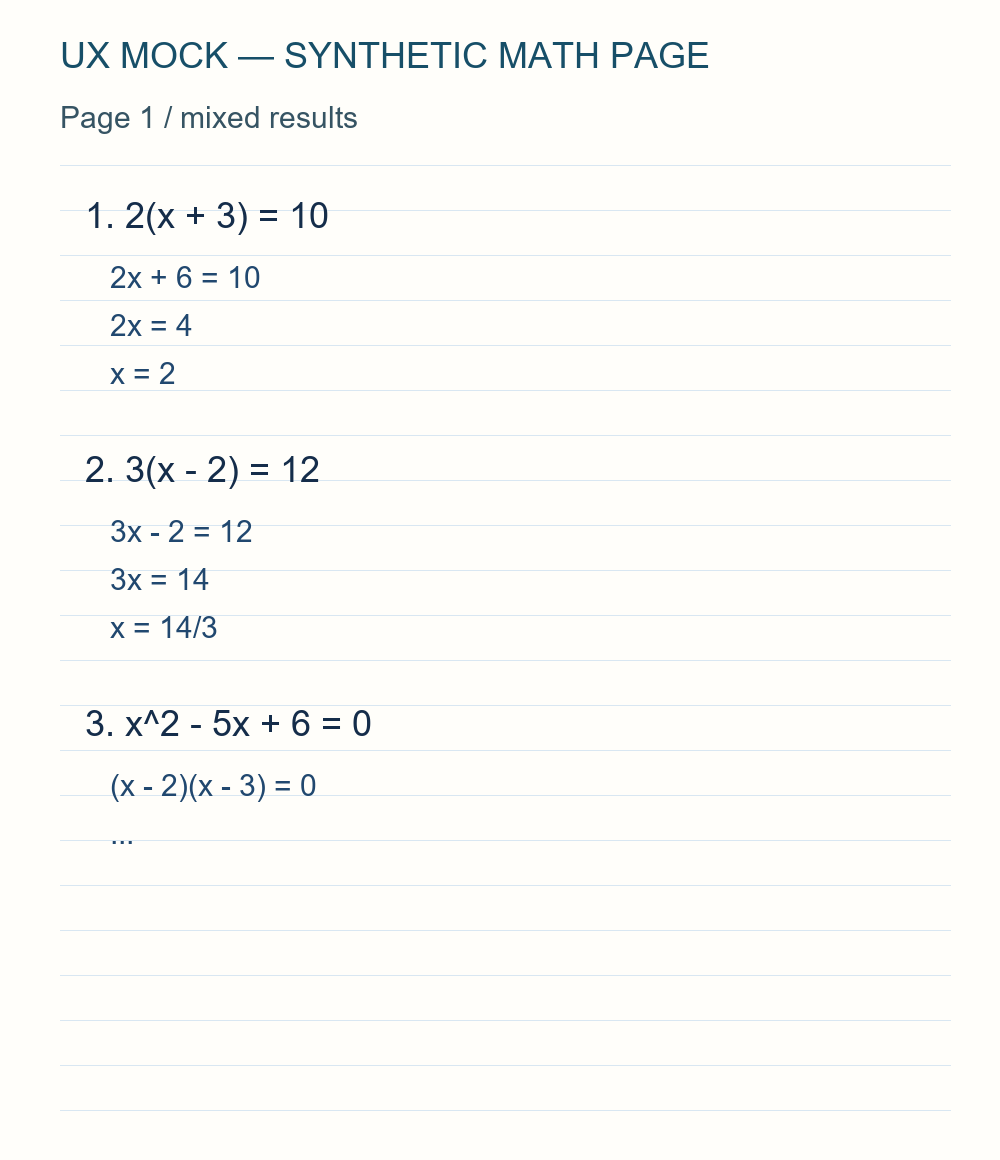 UX MOCK — SYNTHETIC MATH PAGE
Page 1 / mixed results
1. 2(x + 3) = 10
2x + 6 = 10
2x = 4
x = 2
2. 3(x - 2) = 12
3x - 2 = 12
3x = 14
x = 14/3
3. x^2 - 5x + 6 = 0
(x - 2)(x - 3) = 0
...